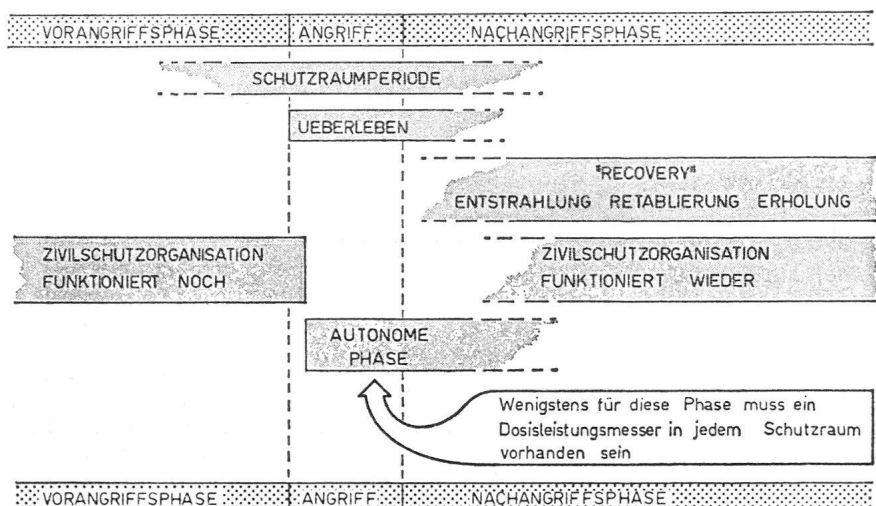 VORANGRIFFSPHASE ANGRIFF NACHANGRIFFSPHASE
SCHUTZRAUMPERIODE
UEBERLEBEN
"RECOVERY"
ENTSTRAHLUNG RETABLIERUNG ERHOLUNG
ZIVILSCHUTZORGANISATION
FUNKTIONIERT NOCH
ZIVILSCHUTZORGANISATION
FUNKTIONIERT WIEDER
AUTONOME
PHASE
Wenigstens für diese Phase muss ein
Dosisleistungsmesser in jedem Schutzraum
vorhanden sein
VORANGRIFFSPHASE ANGRIFF NACHANGRIFFSPHASE